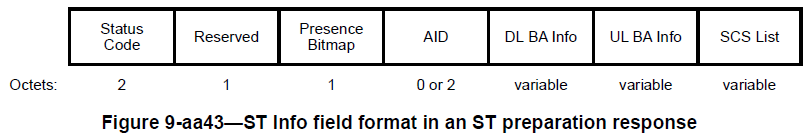 Status Code | Reserved | Presence Bitmap | AID | DL BA Info | UL BA Info | SCS List
Octets: 2 1 1 0 or 2 variable variable variable
Figure 9-aa43—ST Info field format in an ST preparation response